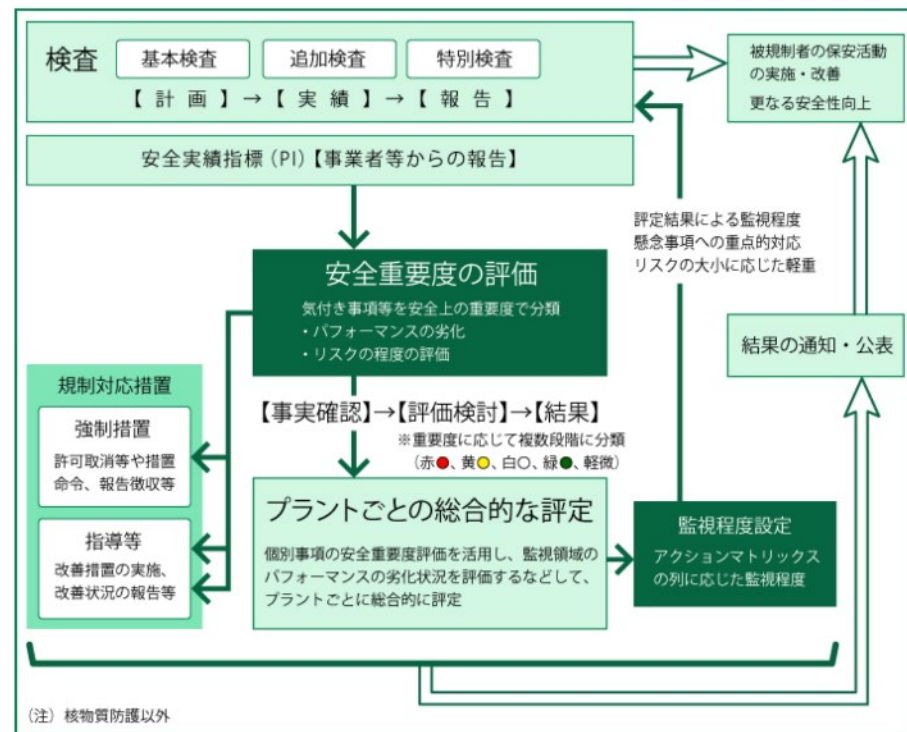 検査
基本検査
追加検査
特別検査
【 計 画 】→【 実 績 】→【 報 告 】
被規制者の保安活動
の実施・改善
更なる安全性向上
安全実績指標（PI）【事業者等からの報告】
評定結果による監視程度
懸念事項への重点的対応
リスクの大小に応じた軽重
安全重要度の評価
気付き事項等を安全上の重要度で分類
・パフォーマンスの劣化
・リスクの程度の評価
結果の通知・公表
規制対応措置
強制措置
許可取消等や措置
命令、報告徴収等
指導等
改善措置の実施、
改善状況の報告等
【事実確認】→【評価検討】→【結果】
※重要度に応じて複数段階に分類
（赤●、黄●、白○、緑●、軽微）
プラントごとの総合的な評定
個別事項の安全重要度評価を活用し、監視領域の
パフォーマンスの劣化状況を評価するなどして、
プラントごとに総合的に評定
監視程度設定
アクションマトリックス
の列に応じた監視程度
（注）核物質防護以外